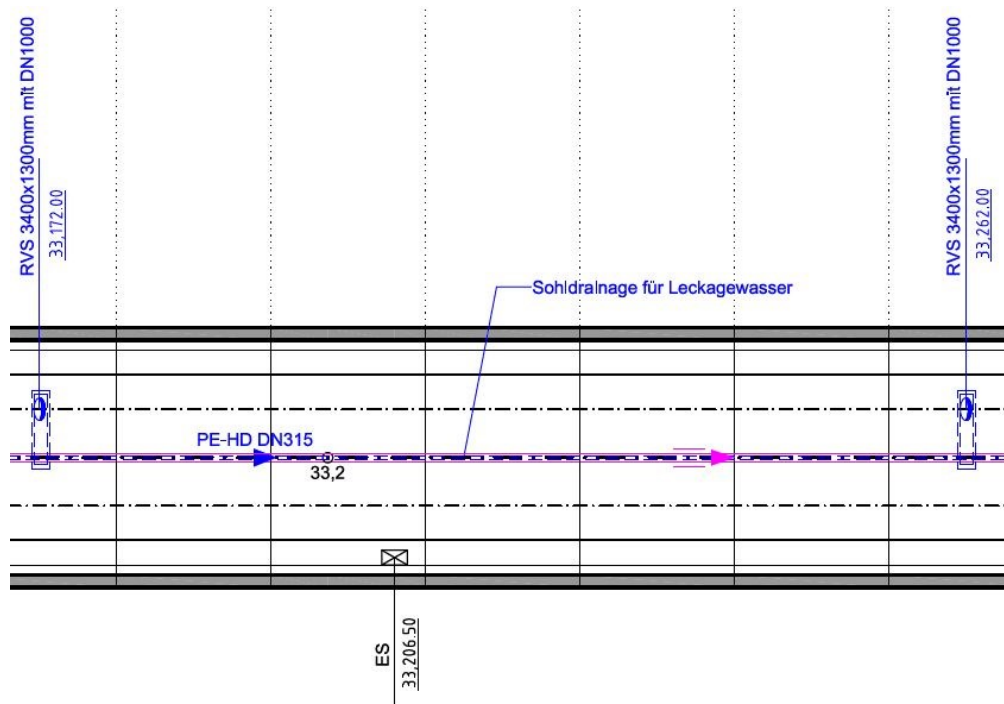 RVS 3400x1300mm mit DN1000
33,172.00
RVS 3400x1300mm mit DN1000
33,262.00
Sohldrainage für Leckagewasser
PE-HD DN315
33,2
ES
33,206.50